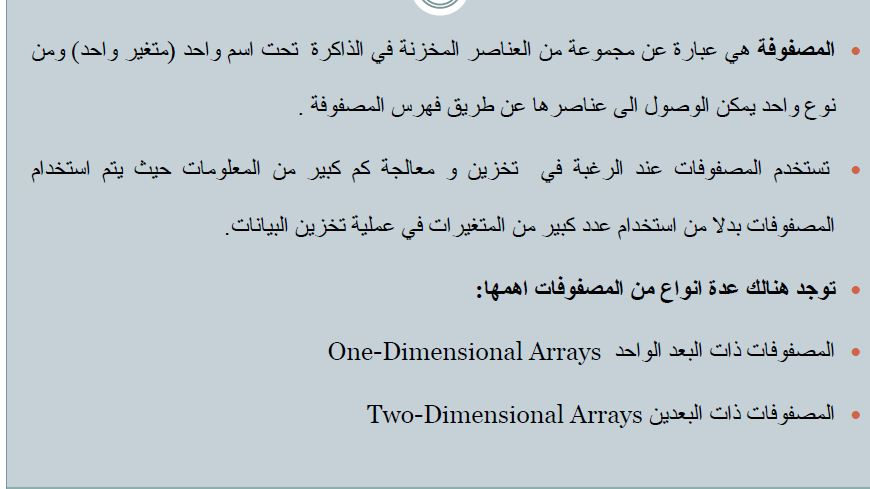 • المصفوفة هي عبارة عن مجموعة من العناصر المخزنة في الذاكرة تحت اسم واحد (متغير واحد) ومن
نوع واحد يمكن الوصول الى عناصرها عن طريق فهرس المصفوفة .
• تستخدم المصفوفات عند الرغبة في تخزين و معالجة كم كبير من المعلومات حيث يتم استخدام
المصفوفات بدلا من استخدام عدد كبير من المتغيرات في عملية تخزين البيانات.
• توجد هنالك عدة انواع من المصفوفات اهمها:
• المصفوفات ذات البعد الواحد One-Dimensional Arrays
• المصفوفات ذات البعدين Two-Dimensional Arrays